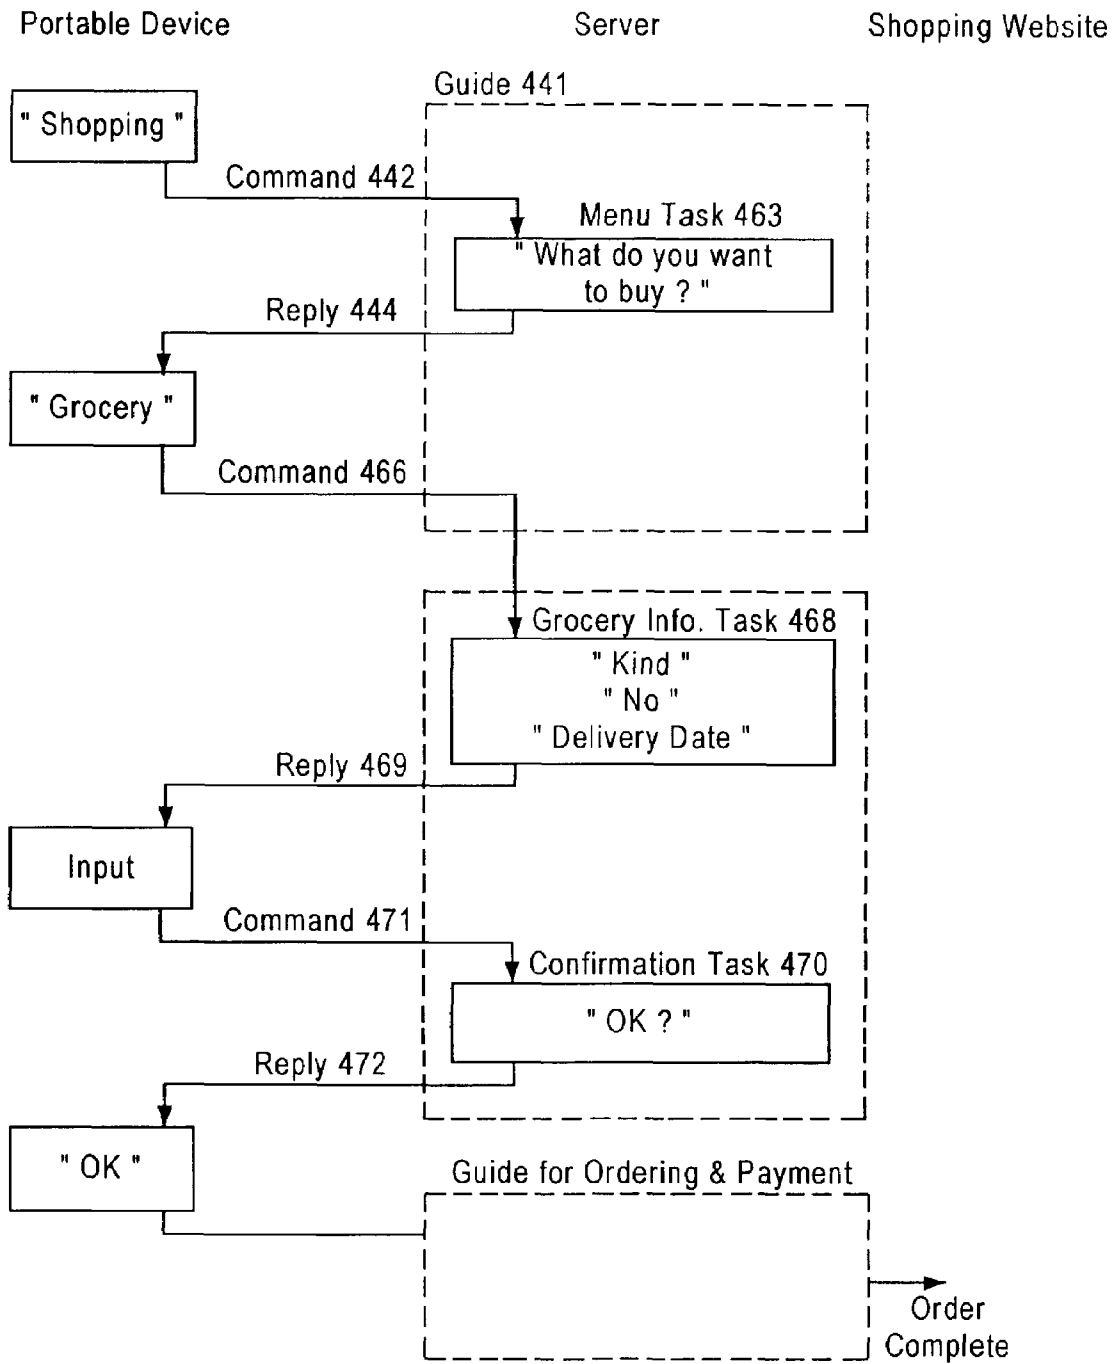 Portable Device
Server
Shopping Website
Guide 441
" Shopping "
Command 442
Menu Task 463
" What do you want
to buy ? "
Reply 444
" Grocery "
Command 466
Grocery Info. Task 468
" Kind "
" No "
" Delivery Date "
Reply 469
Input
Command 471
Confirmation Task 470
" OK ? "
Reply 472
" OK "
Guide for Ordering & Payment
Order
Complete